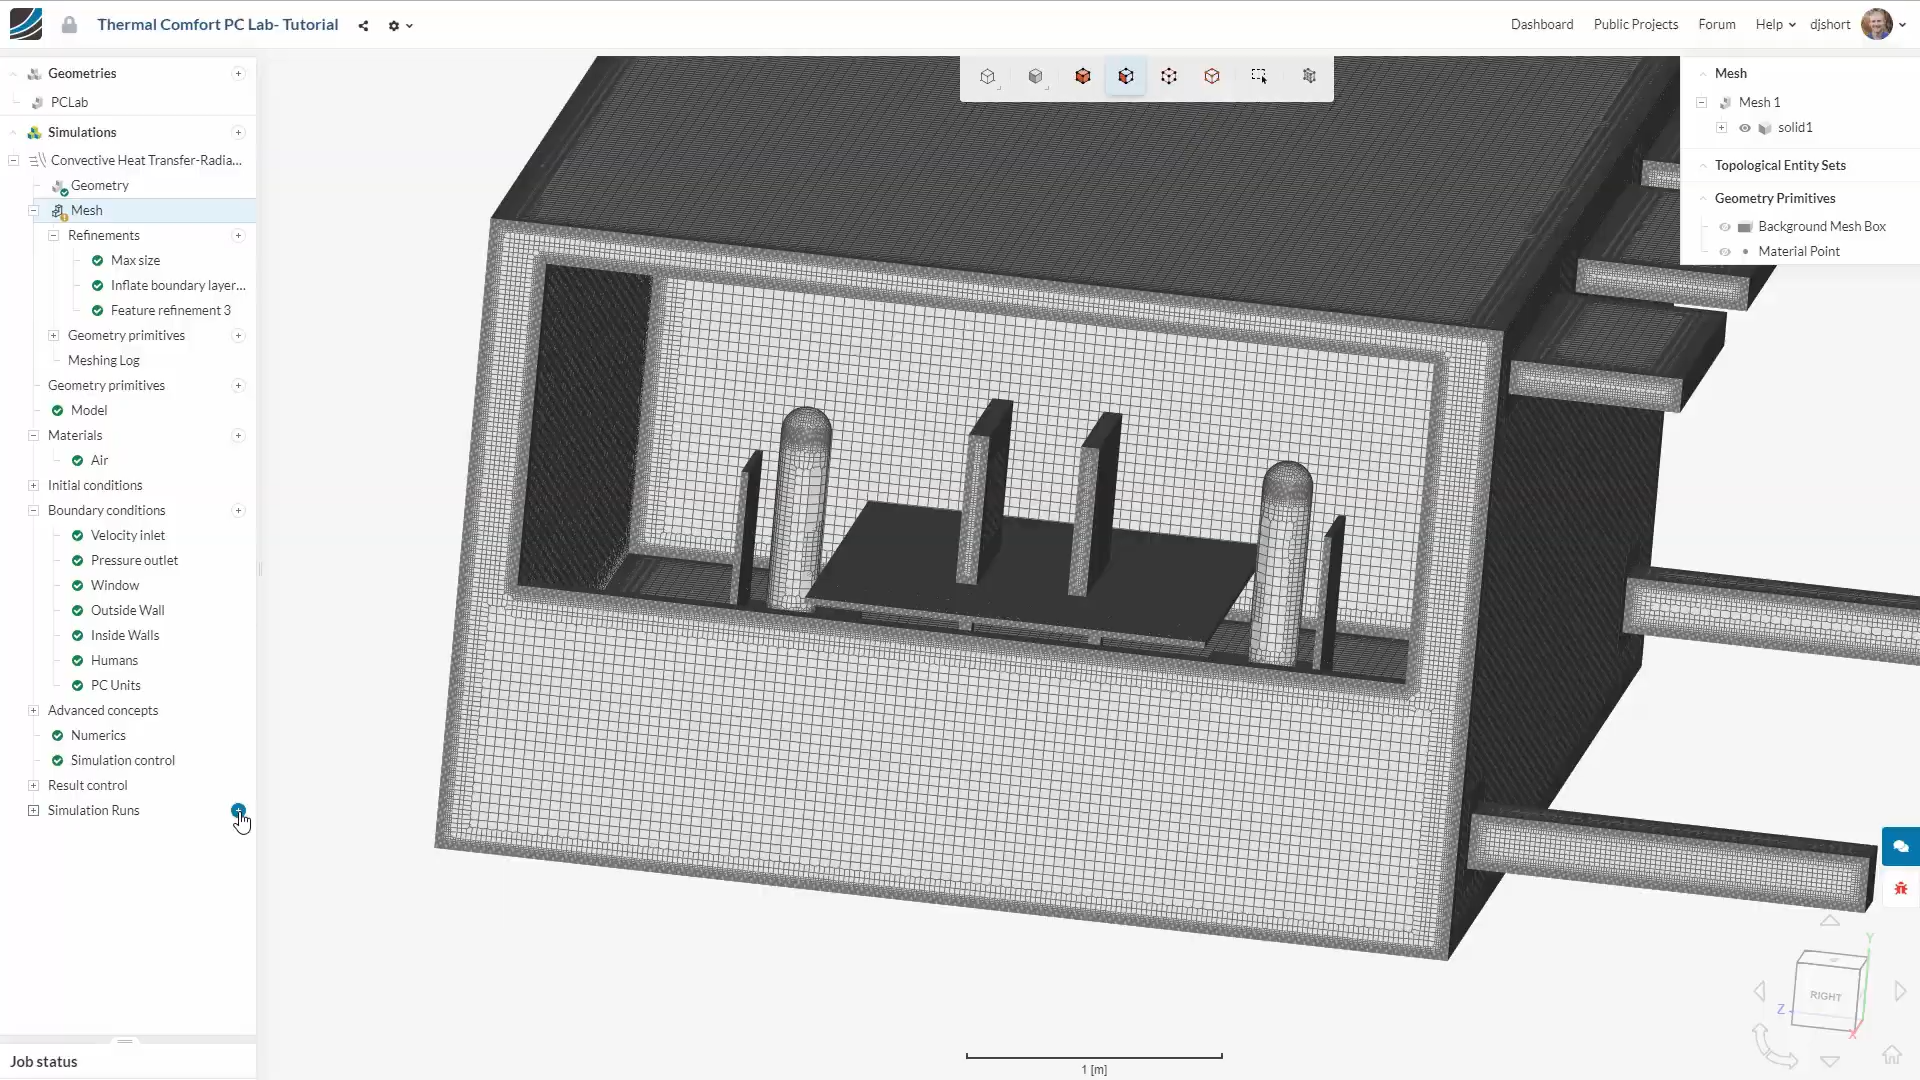 Thermal Comfort PC Lab- Tutorial
Dashboard Public Projects Forum Help djshort
Geometries
PCLab
Simulations
Convective Heat Transfer-Radia...
Geometry
Mesh
Refinements
Max size
Inflate boundary layer...
Feature refinement 3
Geometry primitives
Meshing Log
Geometry primitives
Model
Materials
Air
Initial conditions
Boundary conditions
Velocity inlet
Pressure outlet
Window
Outside Wall
Inside Walls
Humans
PC Units
Advanced concepts
Numerics
Simulation control
Result control
Simulation Runs
Job status
Mesh
Mesh 1
solid1
Topological Entity Sets
Geometry Primitives
Background Mesh Box
Material Point
Y
RIGHT
Z
X
1 [m]